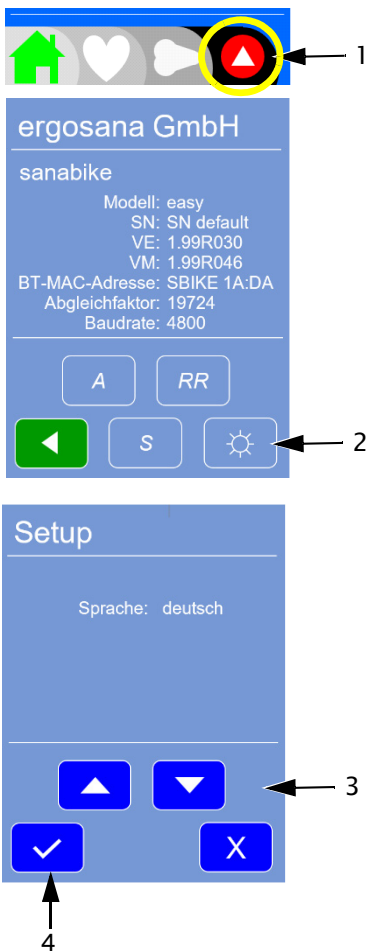 1
ergosana GmbH
sanabike
Modell: easy
SN: SN default
VE: 1.99R030
VM: 1.99R046
BT-MAC-Adresse: SBIKE 1A:DA
Abgleichfaktor: 19724
Baudrate: 4800
A RR
S 2
Setup
Sprache: deutsch
3
X
4